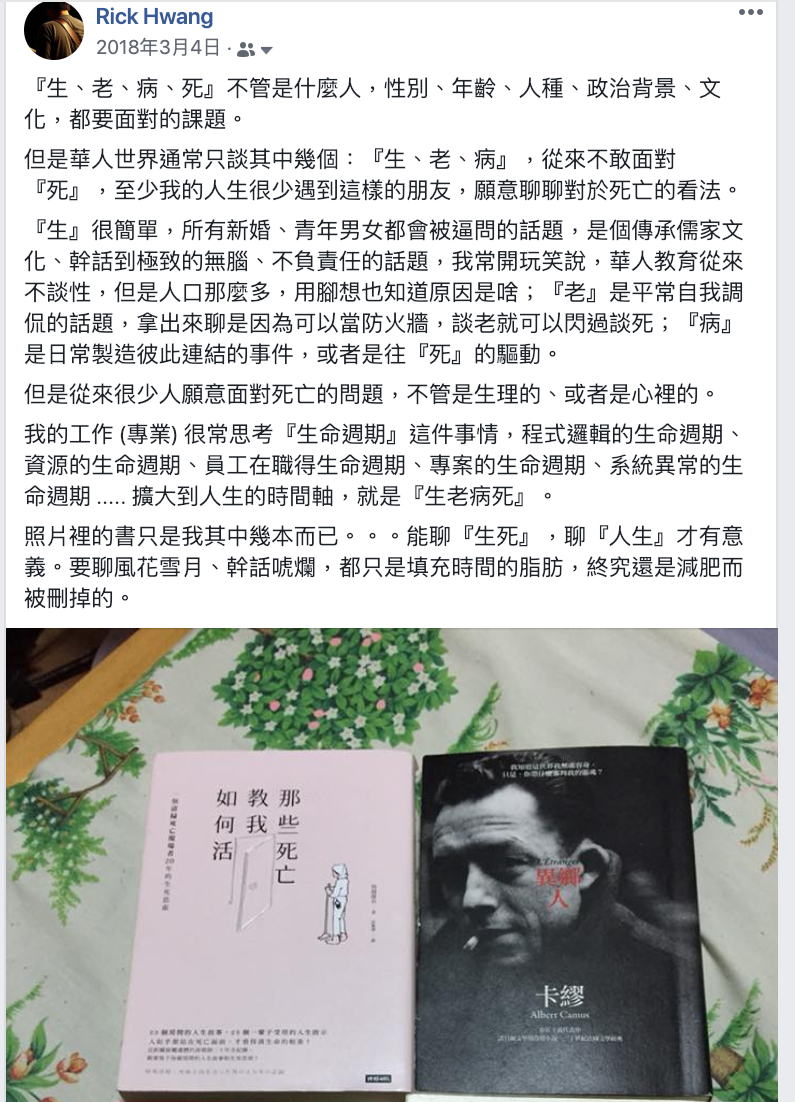 Rick Hwang
2018年3月4日 ·
『生、老、病、死』不管是什麼人，性別、年齡、人種、政治背景、文
化，都要面對的課題。
但是華人世界通常只談其中幾個：『生、老、病』，從來不敢面對
『死』，至少我的人生很少遇到這樣的朋友，願意聊聊對於死亡的看法。
『生』很簡單，所有新婚、青年男女都會被逼問的話題，是個傳承儒家文
化、幹話到極致的無腦、不負責任的話題，我常開玩笑說，華人教育從來
不談性，但是人口那麼多，用腳想也知道原因是啥；『老』是平常自我調
侃的話題，拿出來聊是因為可以當防火牆，談老就可以閃過談死；『病』
是日常製造彼此連結的事件，或者是往『死』的驅動。
但是從來很少人願意面對死亡的問題，不管是生理的、或者是心裡的。
我的工作 (專業) 很常思考『生命週期』這件事情，程式邏輯的生命週期、
資源的生命週期、員工在職得生命週期、專案的生命週期、系統異常的生
命週期 ..... 擴大到人生的時間軸，就是『生老病死』。
照片裡的書只是我其中幾本而已。。。能聊『生死』，聊『人生』才有意
義。要聊風花雪月、幹話唬爛，都只是填充時間的脂肪，終究還是減肥而
被刪掉的。
那些死亡
教我
如何活
L'Étranger
異鄉
人
卡繆
Albert Camus